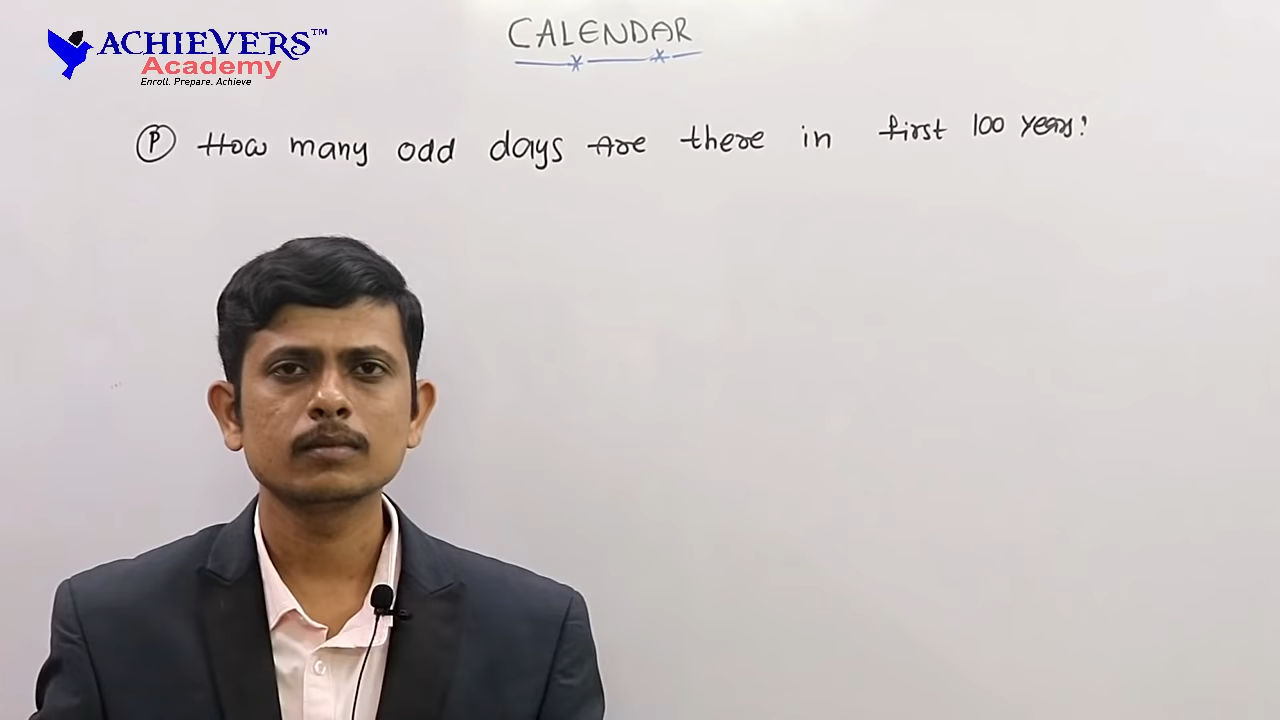 ACHIEVERS™
Academy
Enroll. Prepare. Achieve
CALENDAR
P How many odd days Are there in first 100 years?